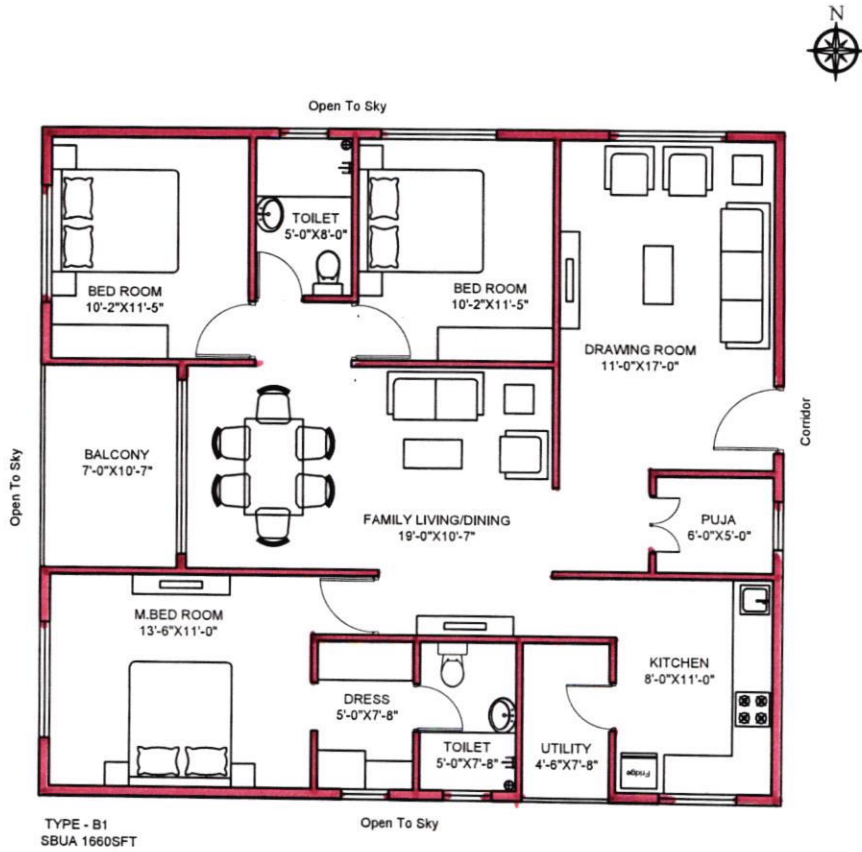 N
Open To Sky
TOILET
5'-0"X8'-0"
BED ROOM
10'-2"X11'-5"
BED ROOM
10'-2"X11'-5"
DRAWING ROOM
11'-0"X17'-0"
Corridor
BALCONY
7'-0"X10'-7"
Open To Sky
FAMILY LIVING/DINING
19'-0"X10'-7"
PUJA
6'-0"X5'-0"
M.BED ROOM
13'-6"X11'-0"
KITCHEN
8'-0"X11'-0"
DRESS
5'-0"X7'-8"
TOILET
5'-0"X7'-8"
UTILITY
4'-6"X7'-8"
Fridge
TYPE - B1
SBUA 1660SFT
Open To Sky